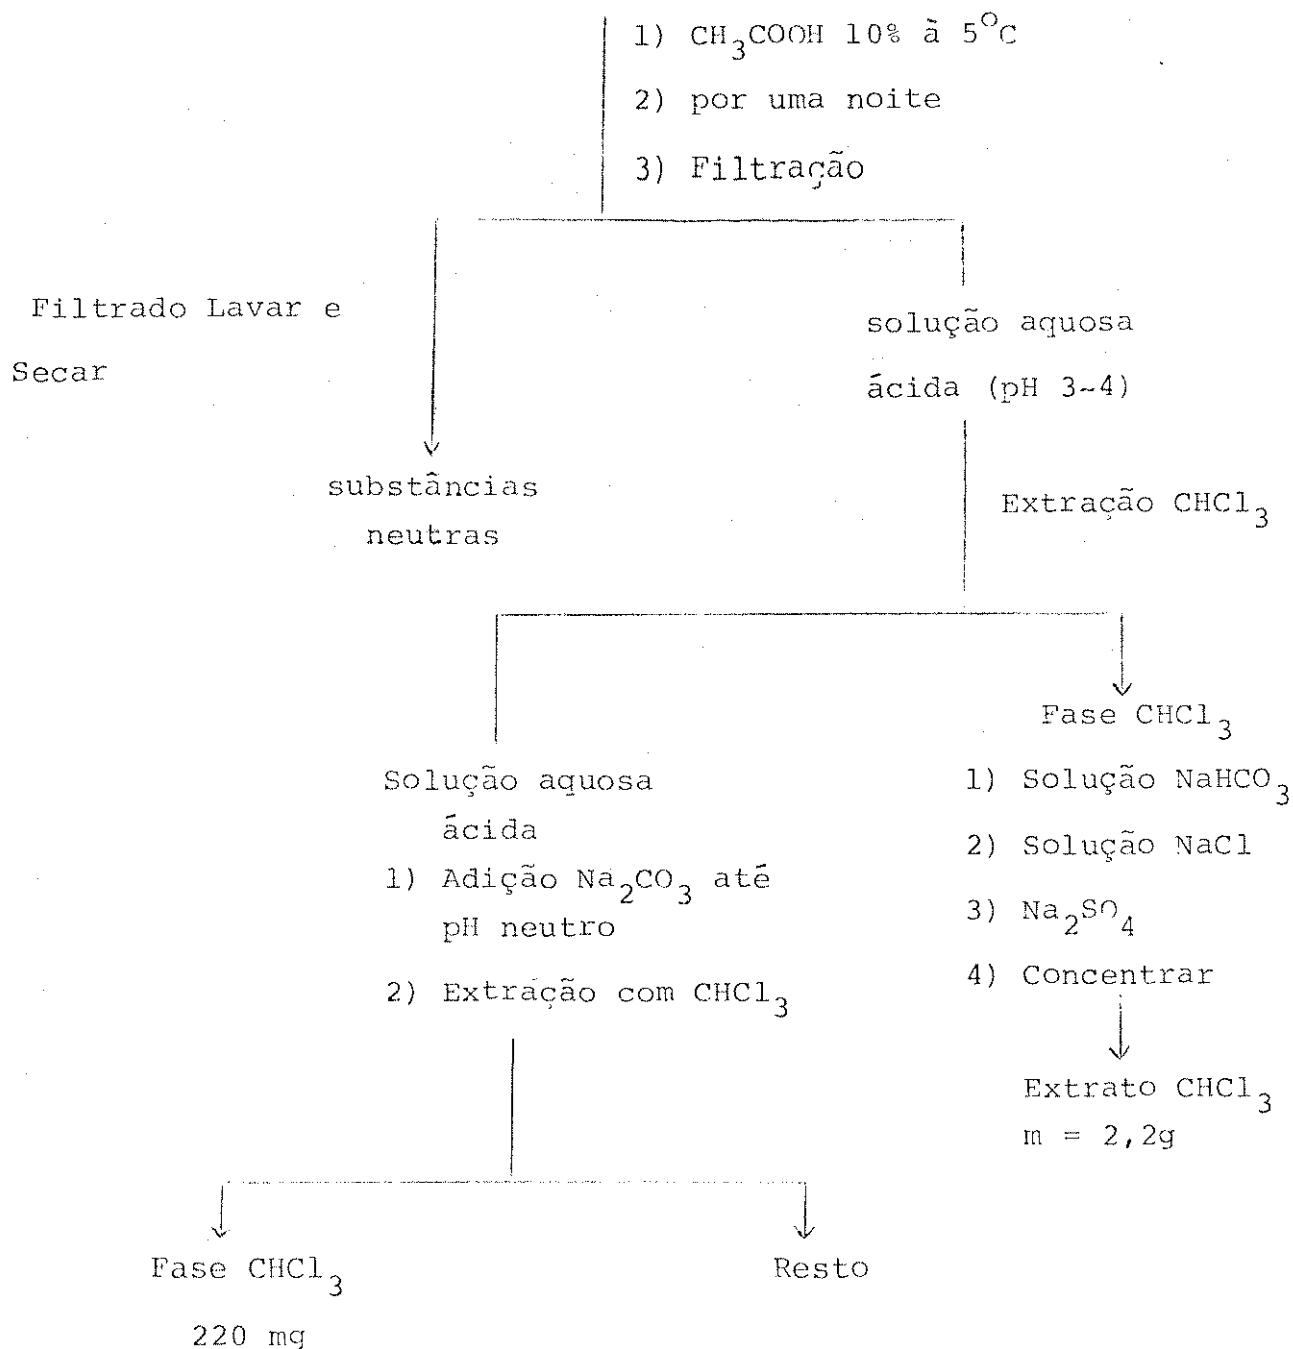 1) CH₃COOH 10% à 5°C
2) por uma noite
3) Filtração
Filtrado Lavar e
Secar
solução aquosa
ácida (pH 3-4)
substâncias
neutras
Extração CHCl₃
Fase CHCl₃
1) Solução NaHCO₃
2) Solução NaCl
3) Na₂SO₄
4) Concentrar
Extrato CHCl₃
m = 2,2g
Solução aquosa
ácida
1) Adição Na₂CO₃ até
pH neutro
2) Extração com CHCl₃
Fase CHCl₃
220 mg
Resto